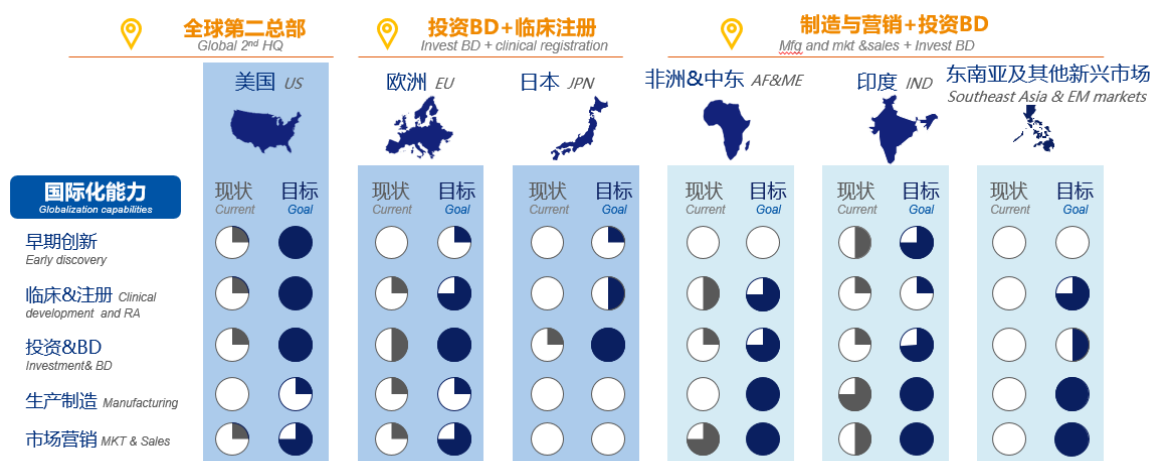 全球第二总部
Global 2nd HQ
投资BD+临床注册
Invest BD + clinical registration
制造与营销+投资BD
Mfg and mkt &sales + Invest BD
美国 US
欧洲 EU
日本 JPN
非洲&中东 AF&ME
印度 IND
东南亚及其他新兴市场
Southeast Asia & EM markets
国际化能力
Globalization capabilities
现状 目标 现状 目标 现状 目标 现状 目标 现状 目标 现状 目标
Current Goal Current Goal Current Goal Current Goal Current Goal Current Goal
早期创新
Early discovery
临床&注册 Clinical
development and RA
投资&BD
Investment& BD
生产制造 Manufacturing
市场营销 MKT & Sales